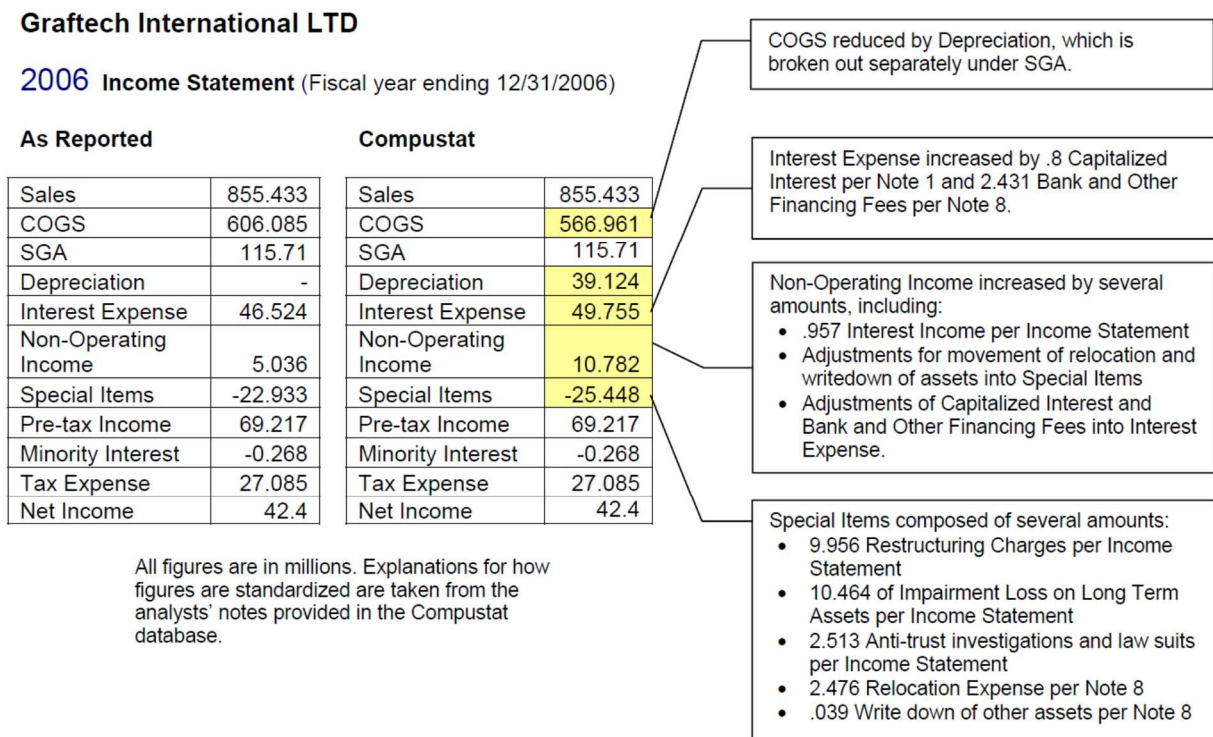 Graftech International LTD
2006 Income Statement (Fiscal year ending 12/31/2006)
As Reported
Sales 855.433
COGS 606.085
SGA 115.71
Depreciation -
Interest Expense 46.524
Non-Operating
Income 5.036
Special Items -22.933
Pre-tax Income 69.217
Minority Interest -0.268
Tax Expense 27.085
Net Income 42.4
Compustat
Sales 855.433
COGS 566.961
SGA 115.71
Depreciation 39.124
Interest Expense 49.755
Non-Operating
Income 10.782
Special Items -25.448
Pre-tax Income 69.217
Minority Interest -0.268
Tax Expense 27.085
Net Income 42.4
All figures are in millions. Explanations for how
figures are standardized are taken from the
analysts' notes provided in the Compustat
database.
COGS reduced by Depreciation, which is
broken out separately under SGA.
Interest Expense increased by .8 Capitalized
Interest per Note 1 and 2.431 Bank and Other
Financing Fees per Note 8.
Non-Operating Income increased by several
amounts, including:
• .957 Interest Income per Income Statement
• Adjustments for movement of relocation and
writedown of assets into Special Items
• Adjustments of Capitalized Interest and
Bank and Other Financing Fees into Interest
Expense.
Special Items composed of several amounts:
• 9.956 Restructuring Charges per Income
Statement
• 10.464 of Impairment Loss on Long Term
Assets per Income Statement
• 2.513 Anti-trust investigations and law suits
per Income Statement
• 2.476 Relocation Expense per Note 8
• .039 Write down of other assets per Note 8